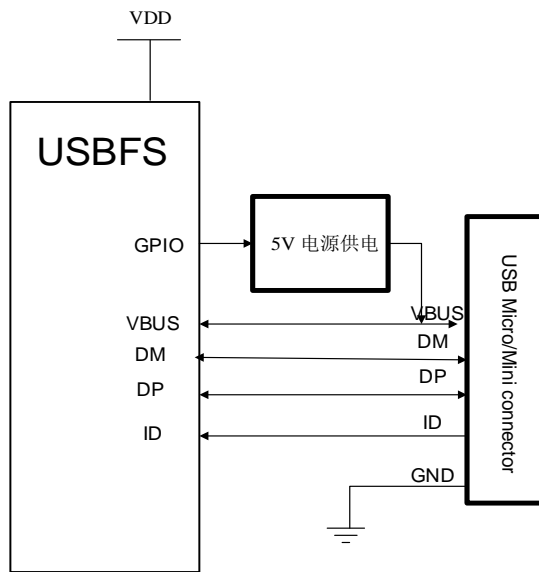 VDD
USBFS
GPIO
5V 电源供电
VBUS
VBUS
DM
DM
DP
DP
ID
ID
GND
USB Micro/Mini connector